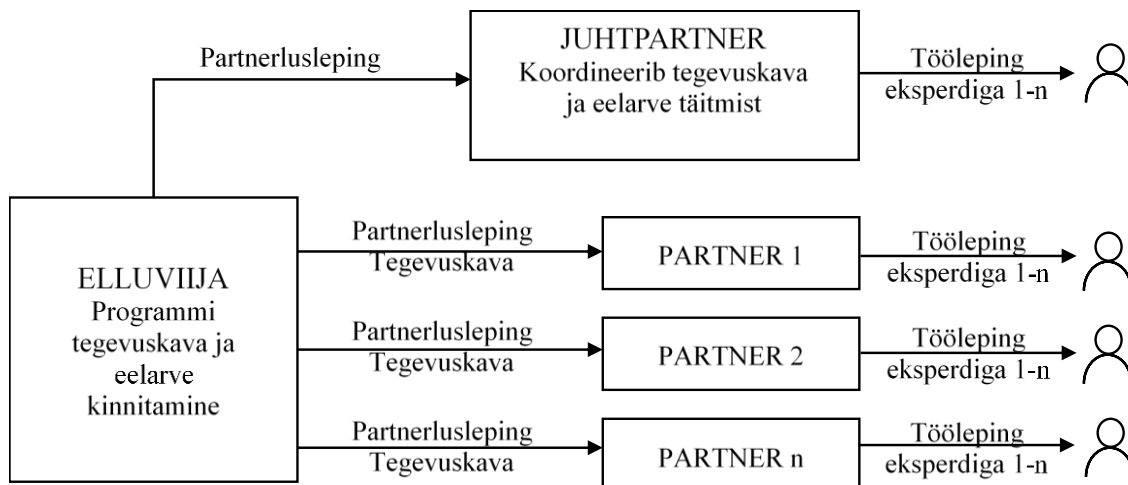 Partnerlusleping
JUHTPARTNER
Koordineerib tegevuskava
ja eelarve täitmist
Tööleping
eksperdiga 1-n
ELLUVIIJA
Programmi
tegevuskava ja
eelarve
kinnitamine
Partnerlusleping
Tegevuskava
PARTNER 1
Tööleping
eksperdiga 1-n
Partnerlusleping
Tegevuskava
PARTNER 2
Tööleping
eksperdiga 1-n
Partnerlusleping
Tegevuskava
PARTNER n
Tööleping
eksperdiga 1-n